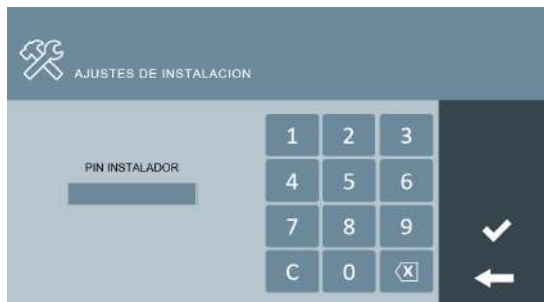 AJUSTES DE INSTALACION
PIN INSTALADOR
1 2 3
4 5 6
7 8 9
C 0 X